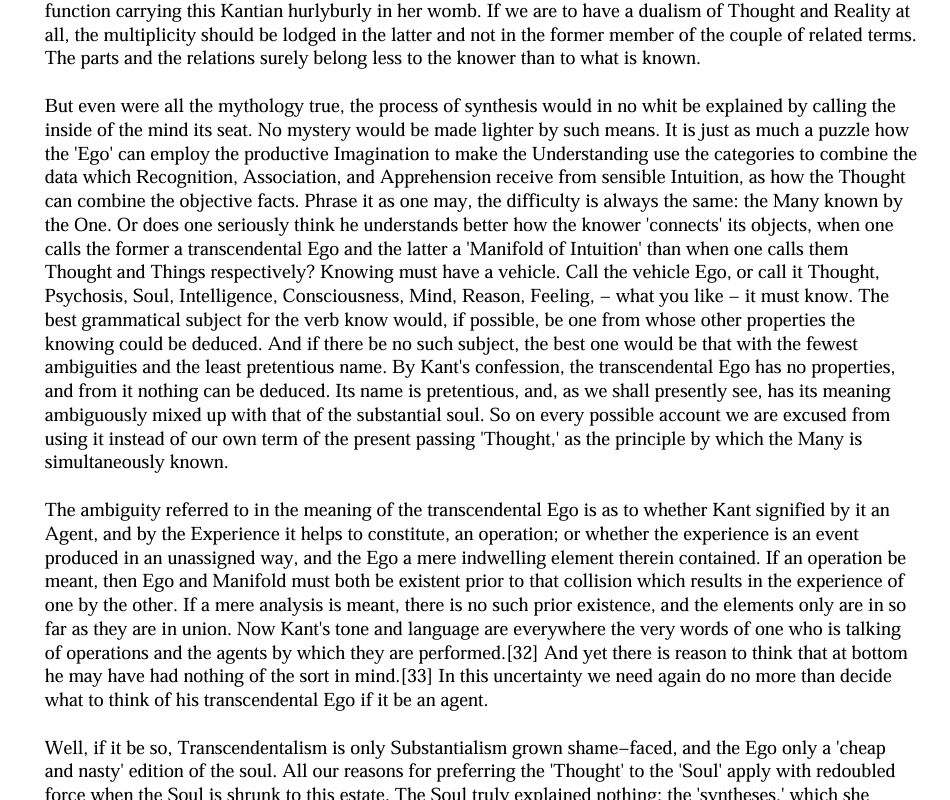 function carrying this Kantian hurlyburly in her womb. If we are to have a dualism of Thought and Reality at
all, the multiplicity should be lodged in the latter and not in the former member of the couple of related terms.
The parts and the relations surely belong less to the knower than to what is known.
But even were all the mythology true, the process of synthesis would in no whit be explained by calling the
inside of the mind its seat. No mystery would be made lighter by such means. It is just as much a puzzle how
the 'Ego' can employ the productive Imagination to make the Understanding use the categories to combine the
data which Recognition, Association, and Apprehension receive from sensible Intuition, as how the Thought
can combine the objective facts. Phrase it as one may, the difficulty is always the same: the Many known by
the One. Or does one seriously think he understands better how the knower 'connects' its objects, when one
calls the former a transcendental Ego and the latter a 'Manifold of Intuition' than when one calls them
Thought and Things respectively? Knowing must have a vehicle. Call the vehicle Ego, or call it Thought,
Psychosis, Soul, Intelligence, Consciousness, Mind, Reason, Feeling, – what you like – it must know. The
best grammatical subject for the verb know would, if possible, be one from whose other properties the
knowing could be deduced. And if there be no such subject, the best one would be that with the fewest
ambiguities and the least pretentious name. By Kant's confession, the transcendental Ego has no properties,
and from it nothing can be deduced. Its name is pretentious, and, as we shall presently see, has its meaning
ambiguously mixed up with that of the substantial soul. So on every possible account we are excused from
using it instead of our own term of the present passing 'Thought,' as the principle by which the Many is
simultaneously known.
The ambiguity referred to in the meaning of the transcendental Ego is as to whether Kant signified by it an
Agent, and by the Experience it helps to constitute, an operation; or whether the experience is an event
produced in an unassigned way, and the Ego a mere indwelling element therein contained. If an operation be
meant, then Ego and Manifold must both be existent prior to that collision which results in the experience of
one by the other. If a mere analysis is meant, there is no such prior existence, and the elements only are in so
far as they are in union. Now Kant's tone and language are everywhere the very words of one who is talking
of operations and the agents by which they are performed.[32] And yet there is reason to think that at bottom
he may have had nothing of the sort in mind.[33] In this uncertainty we need again do no more than decide
what to think of his transcendental Ego if it be an agent.
Well, if it be so, Transcendentalism is only Substantialism grown shame–faced, and the Ego only a 'cheap
and nasty' edition of the soul. All our reasons for preferring the 'Thought' to the 'Soul' apply with redoubled
force when the Soul is shrunk to this estate. The Soul truly explained nothing; the 'syntheses,' which she